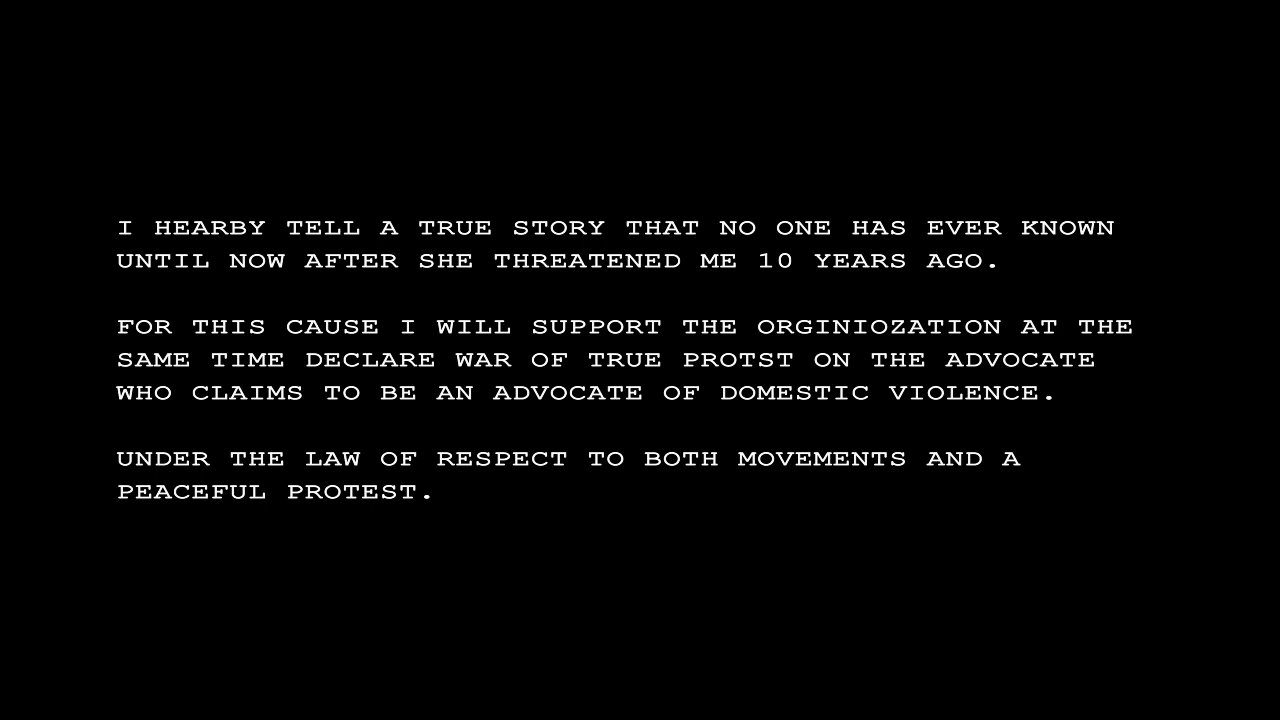 I HEARBY TELL A TRUE STORY THAT NO ONE HAS EVER KNOWN
UNTIL NOW AFTER SHE THREATENED ME 10 YEARS AGO.
FOR THIS CAUSE I WILL SUPPORT THE ORGINIOZATION AT THE
SAME TIME DECLARE WAR OF TRUE PROTST ON THE ADVOCATE
WHO CLAIMS TO BE AN ADVOCATE OF DOMESTIC VIOLENCE.
UNDER THE LAW OF RESPECT TO BOTH MOVEMENTS AND A
PEACEFUL PROTEST.